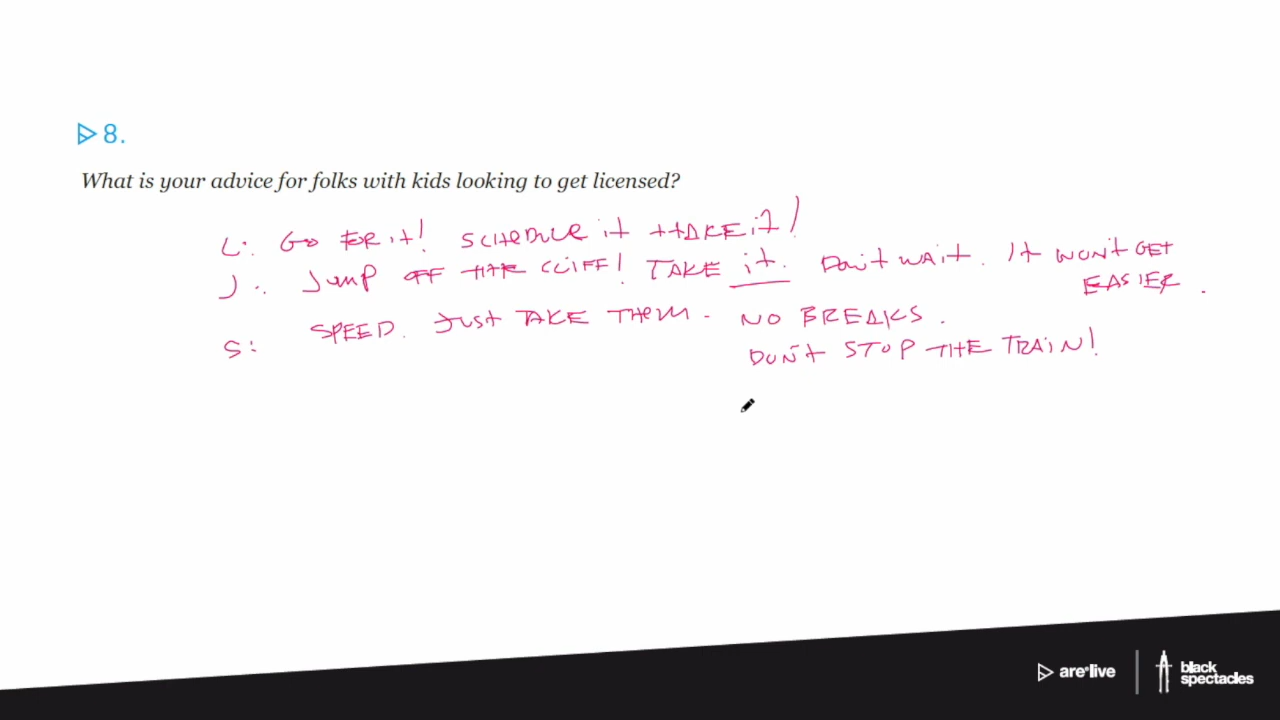 8.
What is your advice for folks with kids looking to get licensed?
L: Go FOR it! SCHEDULE it + TAKE it!
J: Jump OFF THE CLIFF! TAKE it. Don't wait. It WON'T GET
EASIER.
S: SPEED. Just TAKE THEM. NO BREAKS.
DON'T STOP THE TRAIN!
are live
black
spectacles